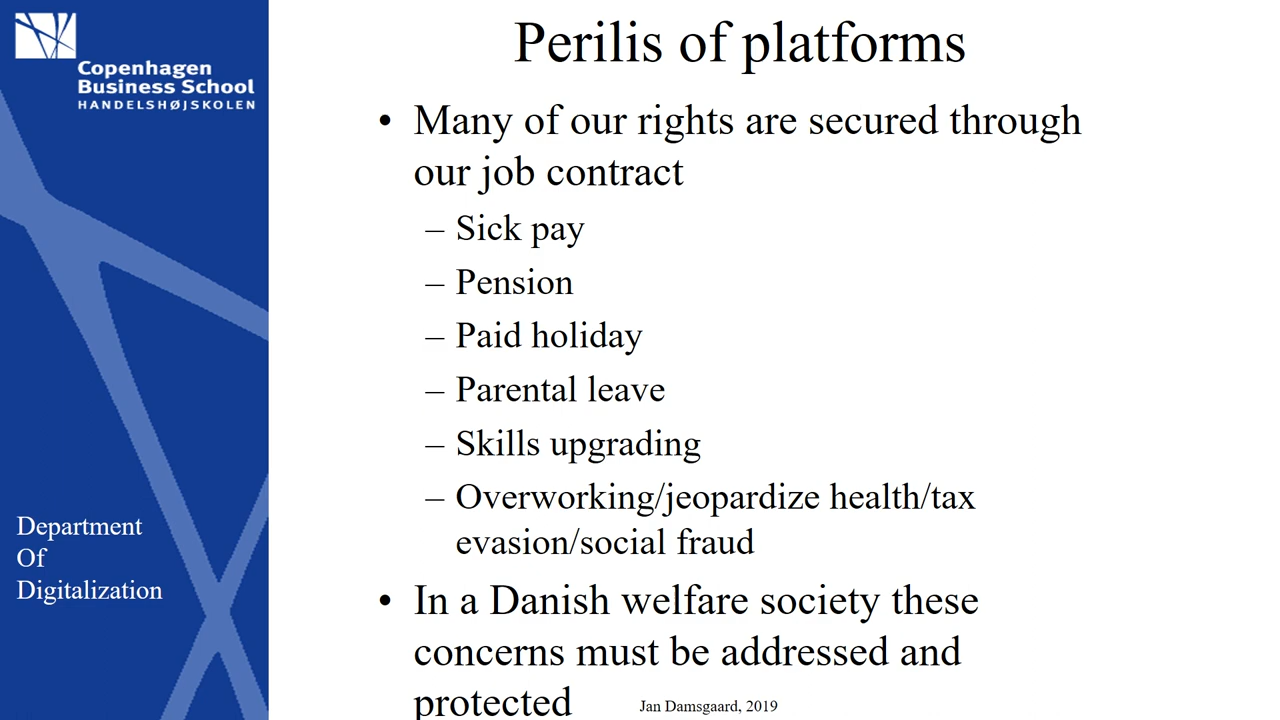 Copenhagen
Business School
HANDELSHØJSKOLEN
Perilis of platforms
• Many of our rights are secured through
our job contract
– Sick pay
– Pension
– Paid holiday
– Parental leave
– Skills upgrading
– Overworking/jeopardize health/tax
evasion/social fraud
• In a Danish welfare society these
concerns must be addressed and
protected
Department
Of
Digitalization
Jan Damsgaard, 2019